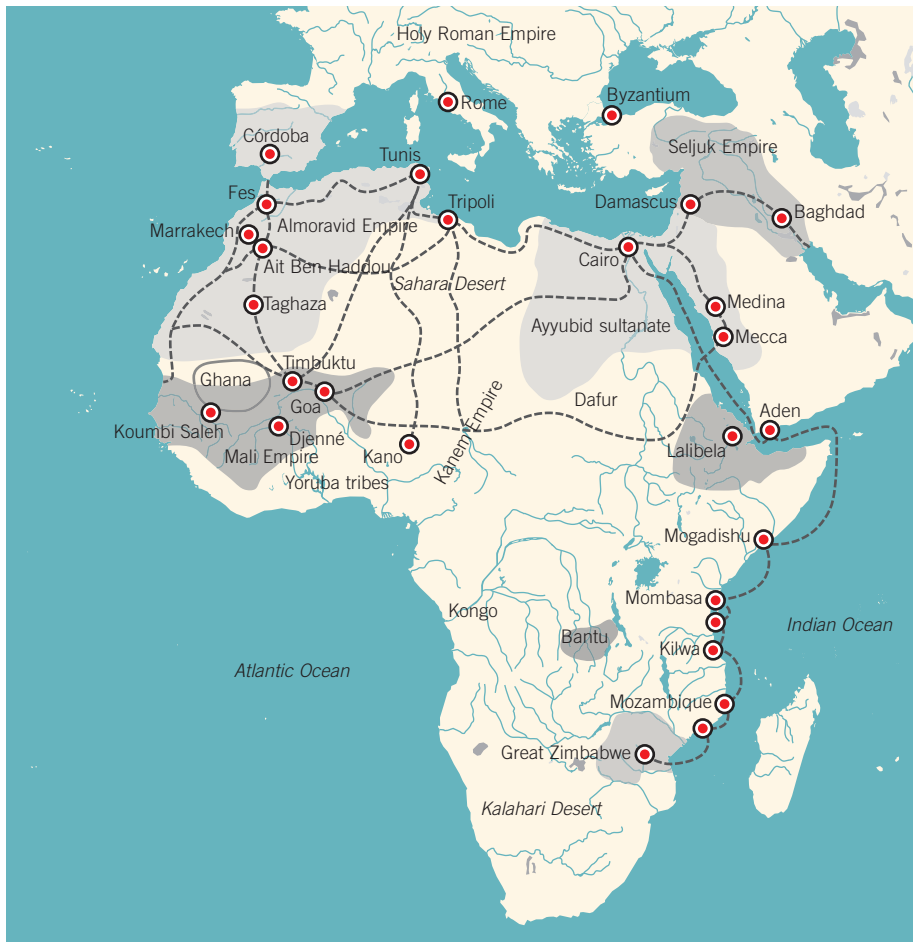 Holy Roman Empire
Rome
Byzantium
Córdoba
Seljuk Empire
Tunis
Fes
Tripoli
Damascus
Baghdad
Marrakech
Almoravid Empire
Ait Ben Haddou
Cairo
Sahara Desert
Taghaza
Medina
Ayyubid sultanate
Mecca
Timbuktu
Ghana
Goa
Dafur
Koumbi Saleh
Djenné
Aden
Mali Empire
Kano
Kanem Empire
Lalibela
Yoruba tribes
Mogadishu
Mombasa
Kongo
Indian Ocean
Bantu
Kilwa
Atlantic Ocean
Mozambique
Great Zimbabwe
Kalahari Desert